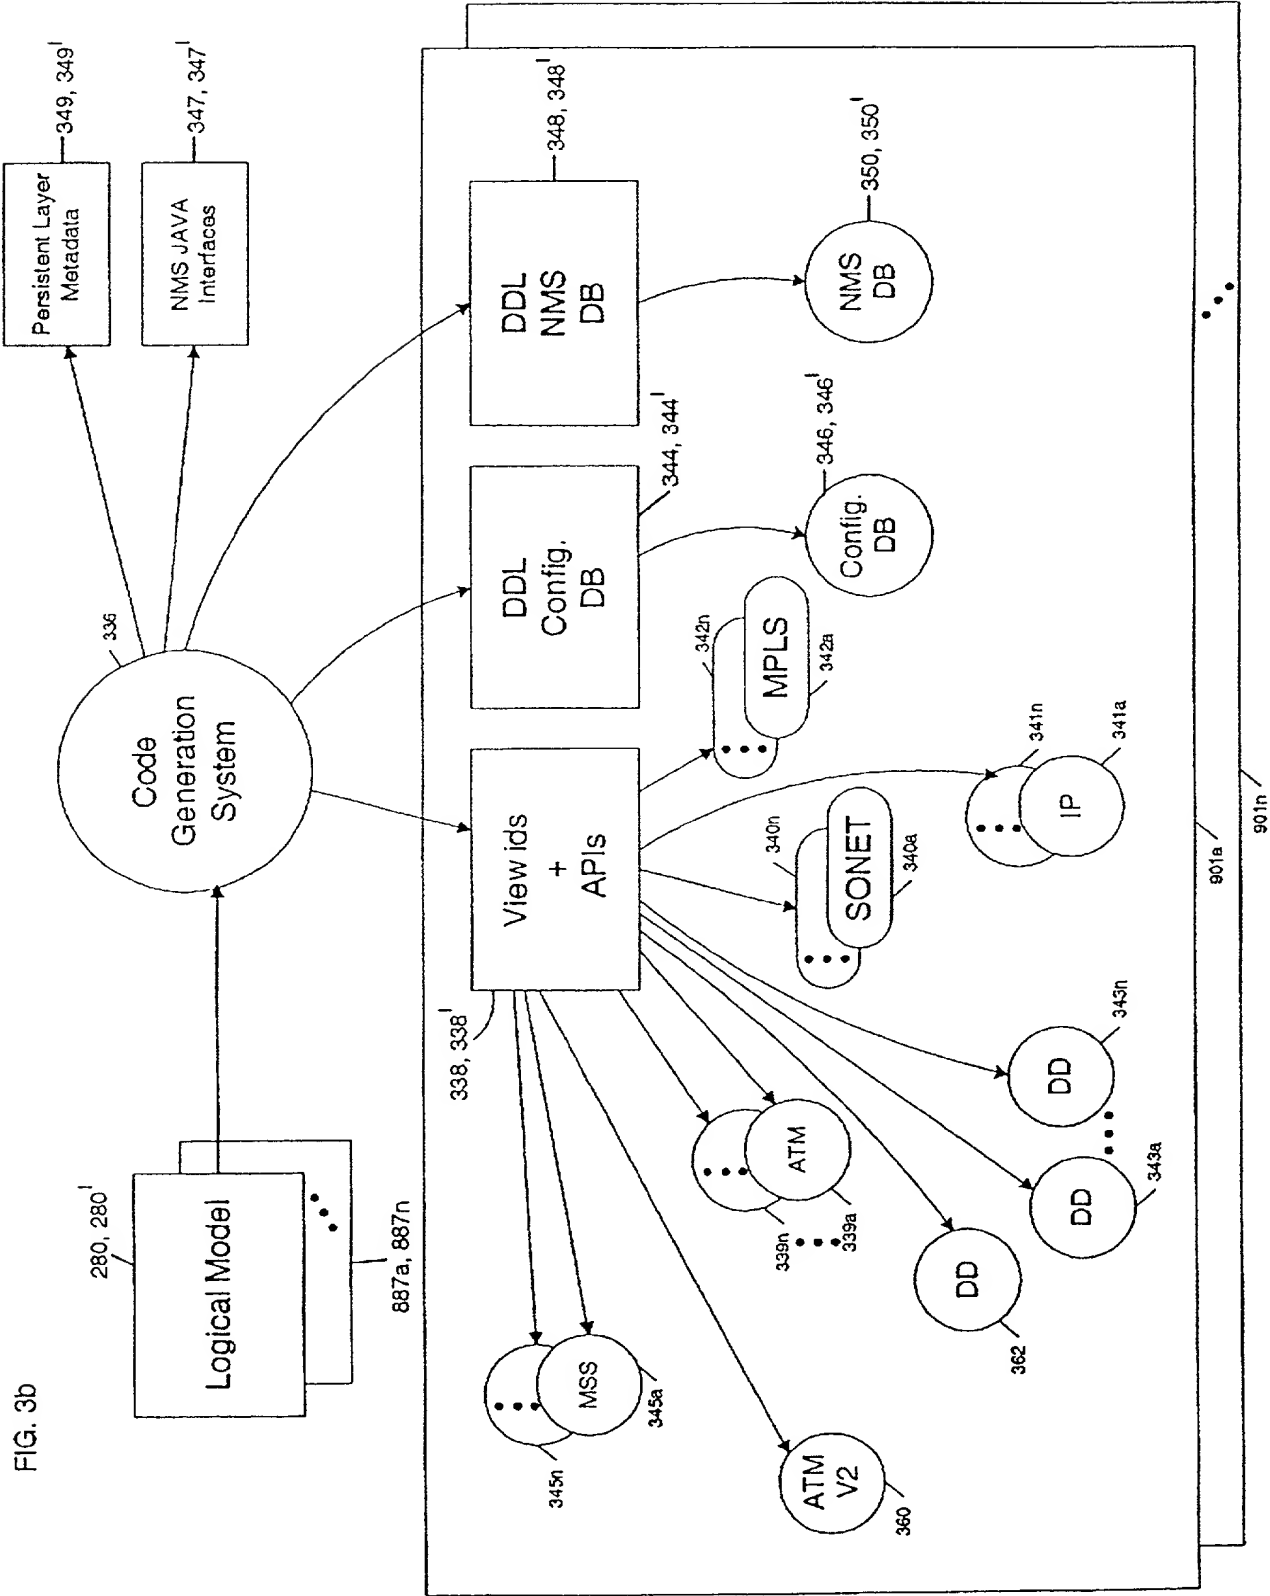 FIG. 3b
280, 280'
Logical Model
887a, 887n
336
Code
Generation
System
Persistent Layer
Metadata
349, 349'
NMS JAVA
Interfaces
347, 347'
338, 338'
View ids
+
APIs
DDL
Config.
DB
344, 344'
DDL
NMS
DB
348, 348'
345n
MSS
345a
ATM
V2
360
339n
ATM
339a
DD
362
DD
343a
DD
343n
340n
SONET
340a
341n
IP
341a
342n
MPLS
342a
Config.
DB
346, 346'
NMS
DB
350, 350'
901a
901n